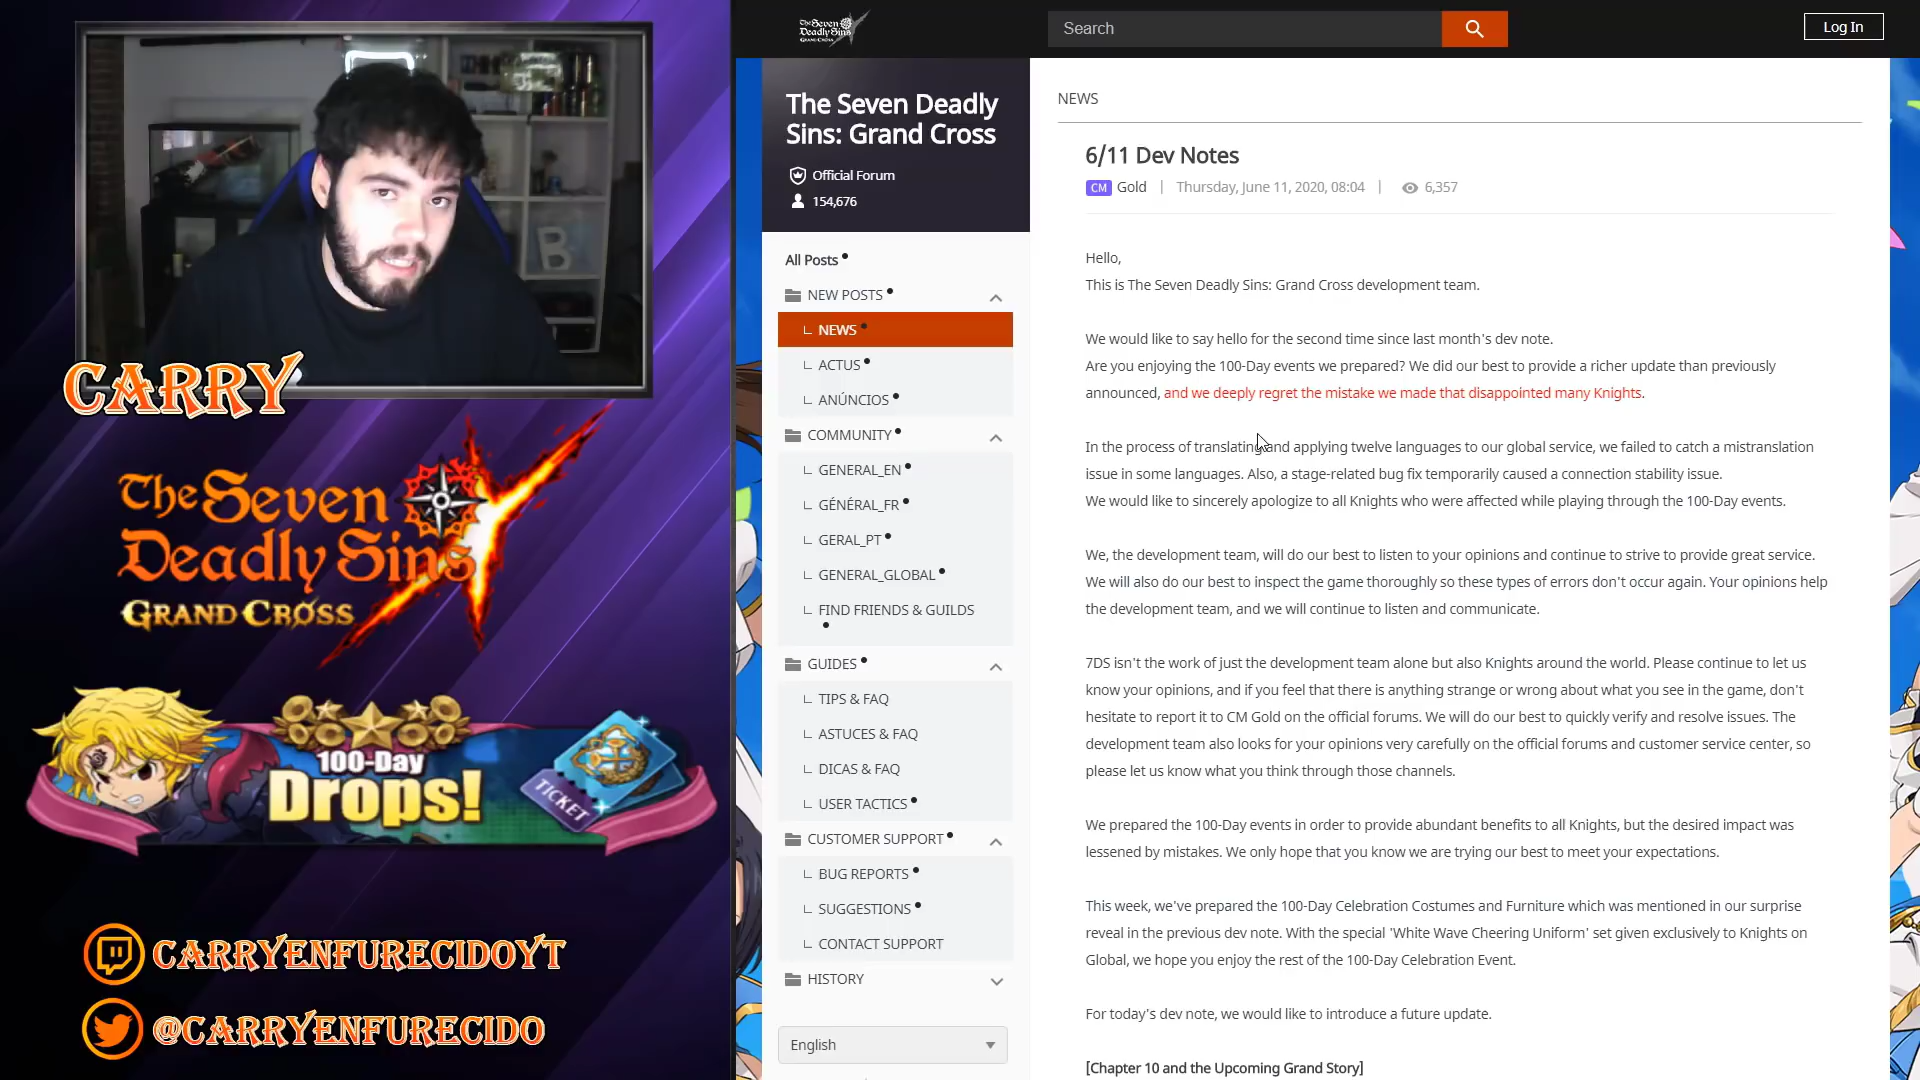 CARRY
The Seven
Deadly Sins
GRAND CROSS
100-Day
Drops!
TICKET
CARRYENFURECIDOYT
@CARRYENFURECIDO
B
The Seven
Deadly Sins
GRAND CROSS
Search
Log In
The Seven Deadly
Sins: Grand Cross
Official Forum
154,676
All Posts
NEW POSTS
NEWS
ACTUS
ANÚNCIOS
COMMUNITY
GENERAL_EN
GÉNÉRAL_FR
GERAL_PT
GENERAL_GLOBAL
FIND FRIENDS & GUILDS
GUIDES
TIPS & FAQ
ASTUCES & FAQ
DICAS & FAQ
USER TACTICS
CUSTOMER SUPPORT
BUG REPORTS
SUGGESTIONS
CONTACT SUPPORT
HISTORY
English
NEWS
6/11 Dev Notes
CM Gold | Thursday, June 11, 2020, 08:04 | 6,357
Hello,
This is The Seven Deadly Sins: Grand Cross development team.
We would like to say hello for the second time since last month's dev note.
Are you enjoying the 100-Day events we prepared? We did our best to provide a richer update than previously
announced, and we deeply regret the mistake we made that disappointed many Knights.
In the process of translating and applying twelve languages to our global service, we failed to catch a mistranslation
issue in some languages. Also, a stage-related bug fix temporarily caused a connection stability issue.
We would like to sincerely apologize to all Knights who were affected while playing through the 100-Day events.
We, the development team, will do our best to listen to your opinions and continue to strive to provide great service.
We will also do our best to inspect the game thoroughly so these types of errors don't occur again. Your opinions help
the development team, and we will continue to listen and communicate.
7DS isn't the work of just the development team alone but also Knights around the world. Please continue to let us
know your opinions, and if you feel that there is anything strange or wrong about what you see in the game, don't
hesitate to report it to CM Gold on the official forums. We will do our best to quickly verify and resolve issues. The
development team also looks for your opinions very carefully on the official forums and customer service center, so
please let us know what you think through those channels.
We prepared the 100-Day events in order to provide abundant benefits to all Knights, but the desired impact was
lessened by mistakes. We only hope that you know we are trying our best to meet your expectations.
This week, we've prepared the 100-Day Celebration Costumes and Furniture which was mentioned in our surprise
reveal in the previous dev note. With the special 'White Wave Cheering Uniform' set given exclusively to Knights on
Global, we hope you enjoy the rest of the 100-Day Celebration Event.
For today's dev note, we would like to introduce a future update.
[Chapter 10 and the Upcoming Grand Story]